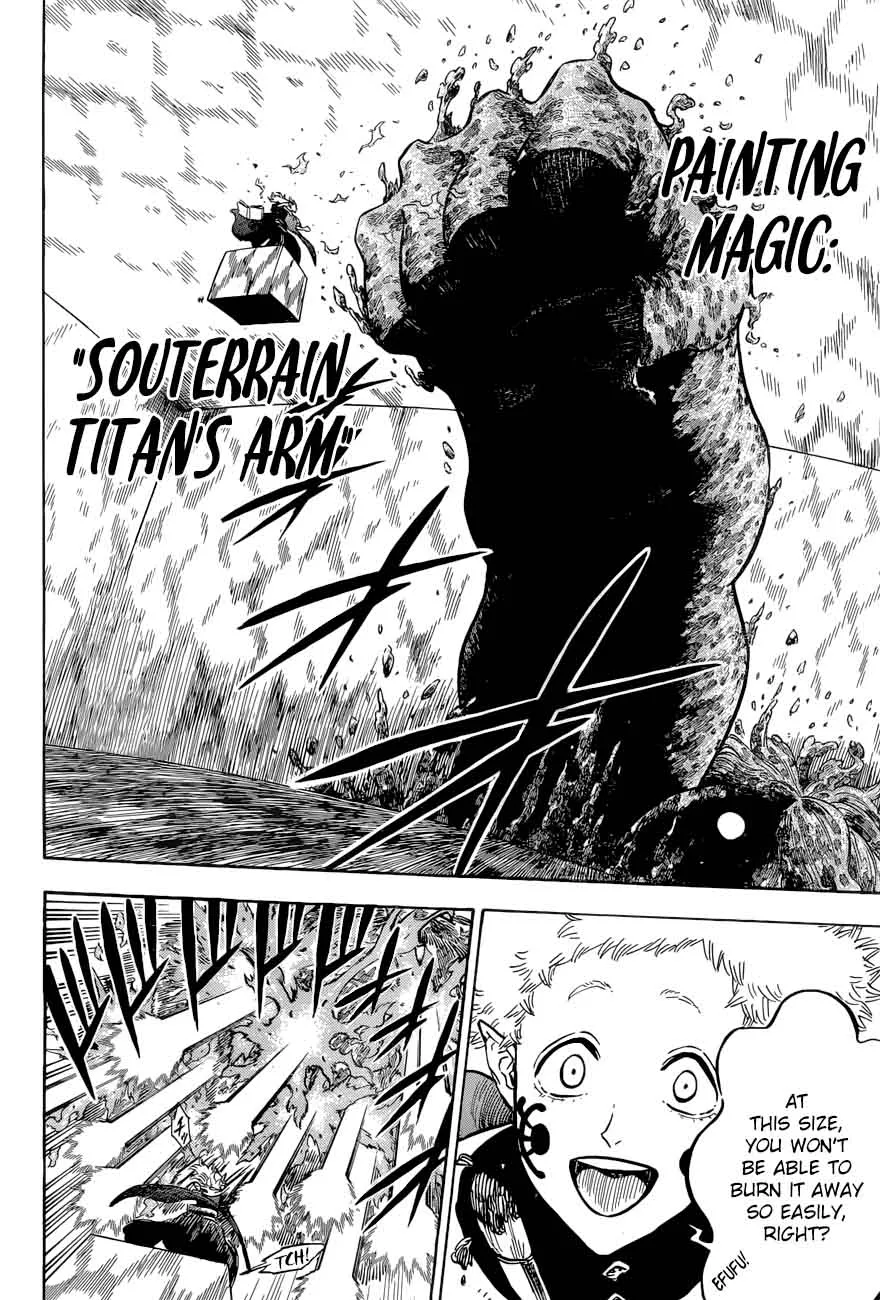 PAINTING
MAGIC:
"SOUTERRAIN
TITAN'S ARM"
AT
THIS SIZE,
YOU WON'T
BE ABLE TO
BURN IT AWAY
SO EASILY,
RIGHT?
EFUFU!
TCH!